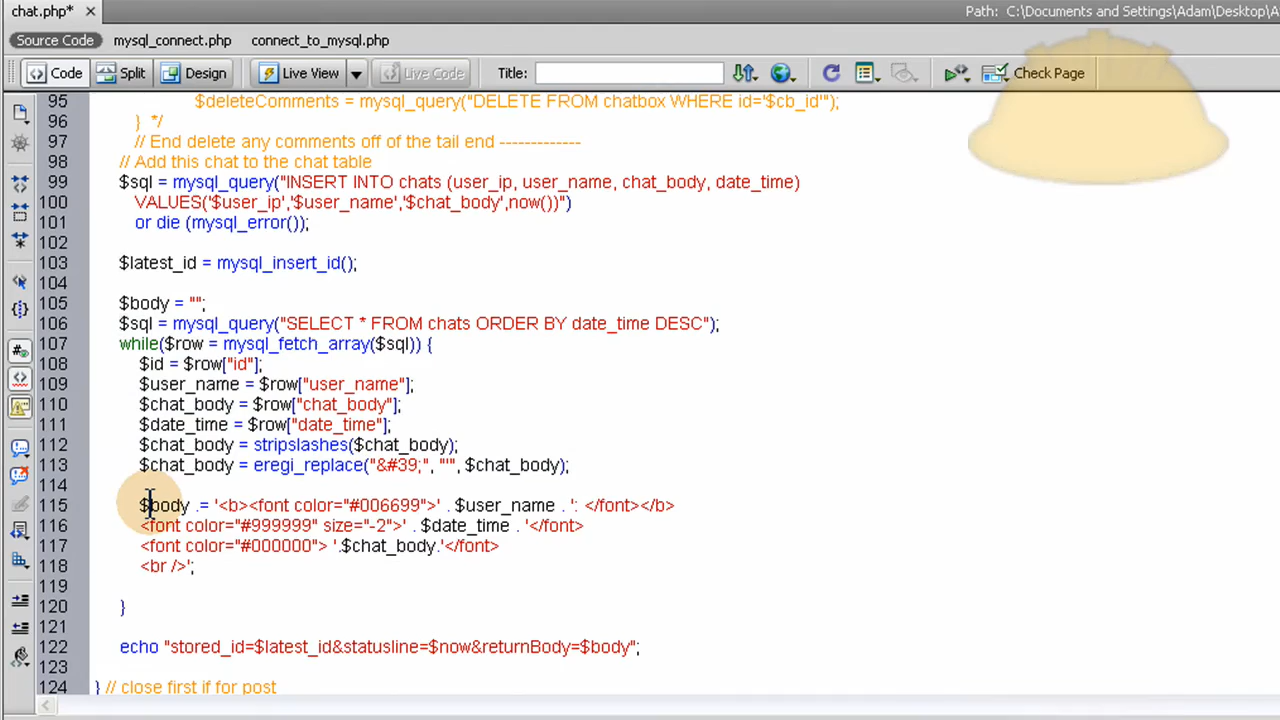 chat.php* ×
Path: C:\Documents and Settings\Adam\Desktop\A
Source Code mysql_connect.php connect_to_mysql.php
Code Split Design Live View Live Code Title: Check Page
95 $deleteComments = mysql_query("DELETE FROM chatbox WHERE id='$cb_id'");
96 } */
97 // End delete any comments off of the tail end -------------
98 // Add this chat to the chat table
99 $sql = mysql_query("INSERT INTO chats (user_ip, user_name, chat_body, date_time)
100 VALUES('$user_ip','$user_name','$chat_body',now())")
101 or die (mysql_error());
102
103 $latest_id = mysql_insert_id();
104
105 $body = "";
106 $sql = mysql_query("SELECT * FROM chats ORDER BY date_time DESC");
107 while($row = mysql_fetch_array($sql)) {
108 $id = $row["id"];
109 $user_name = $row["user_name"];
110 $chat_body = $row["chat_body"];
111 $date_time = $row["date_time"];
112 $chat_body = stripslashes($chat_body);
113 $chat_body = eregi_replace("&#39;", "'", $chat_body);
114
115 $body .= '<b><font color="#006699">' . $user_name . ': </font></b>
116 <font color="#999999" size="-2">' . $date_time . '</font>
117 <font color="#000000"> '.$chat_body.'</font>
118 <br />';
119
120 }
121
122 echo "stored_id=$latest_id&statusline=$now&returnBody=$body";
123
124 } // close first if for post